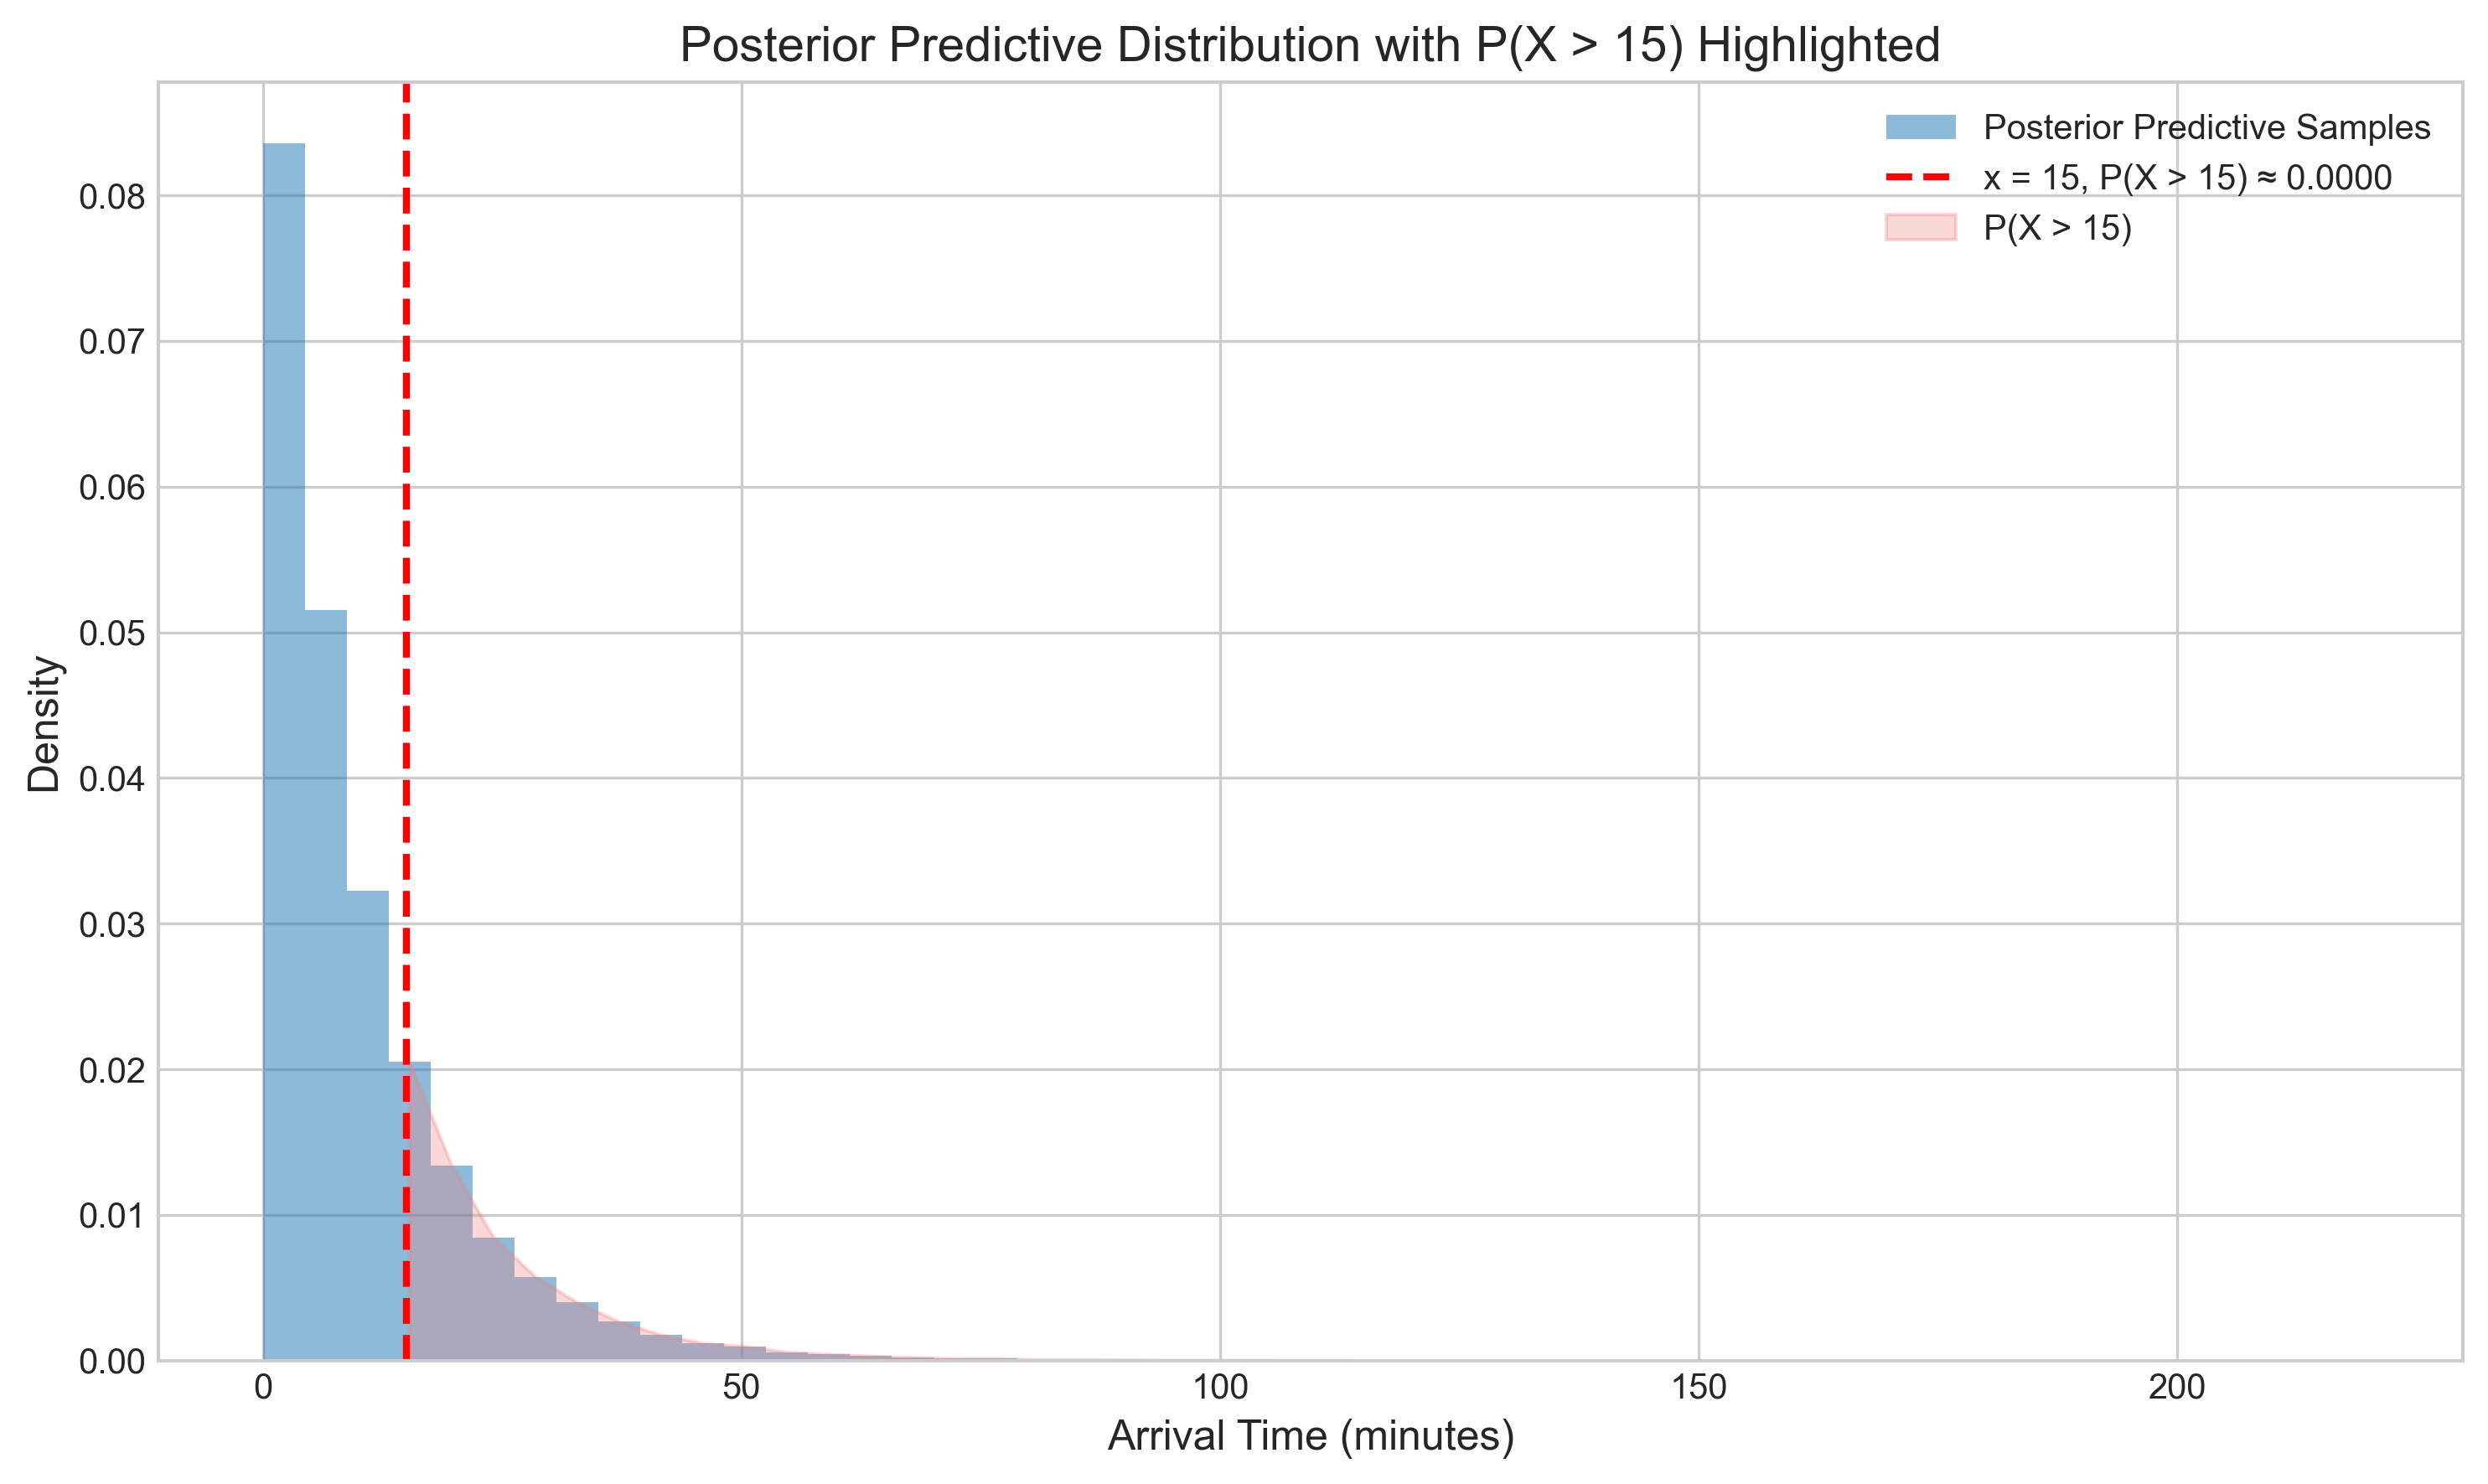 Posterior Predictive Distribution with P(X > 15) Highlighted
Posterior Predictive Samples
x = 15, P(X > 15) ≈ 0.0000
P(X > 15)
Density
0.08
0.07
0.06
0.05
0.04
0.03
0.02
0.01
0.00
0
50
100
150
200
Arrival Time (minutes)